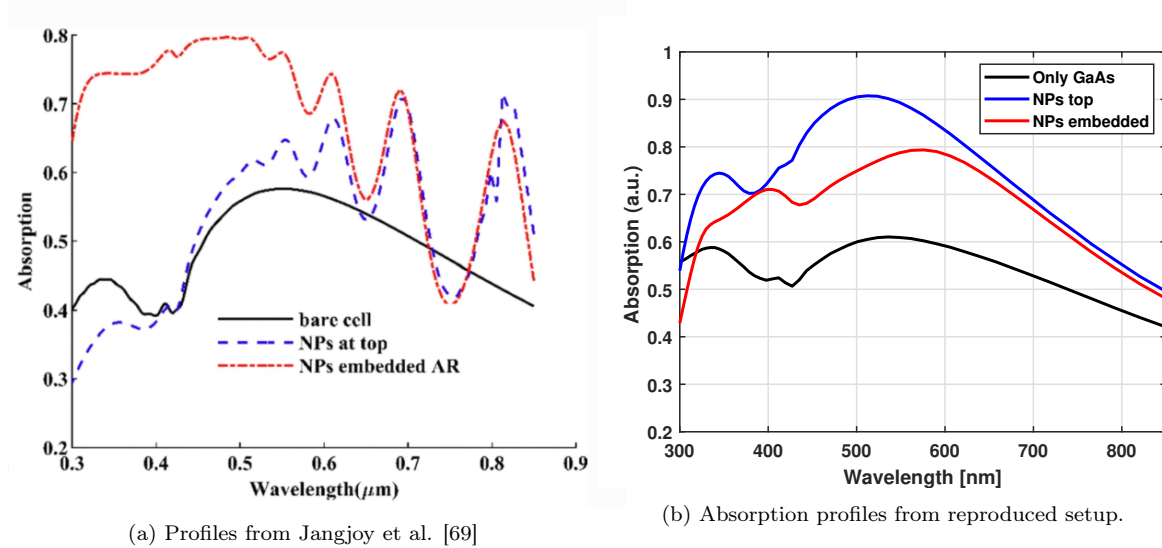 0.8
0.7
0.6
0.5
0.4
0.3
0.2
Absorption
bare cell
NPs at top
NPs embedded AR
0.3 0.4 0.5 0.6 0.7 0.8 0.9
Wavelength(μm)
(a) Profiles from Jangjoy et al. [69]
1
0.9
0.8
0.7
0.6
0.5
0.4
0.3
0.2
Absorption (a.u.)
Only GaAs
NPs top
NPs embedded
300 400 500 600 700 800
Wavelength [nm]
(b) Absorption profiles from reproduced setup.